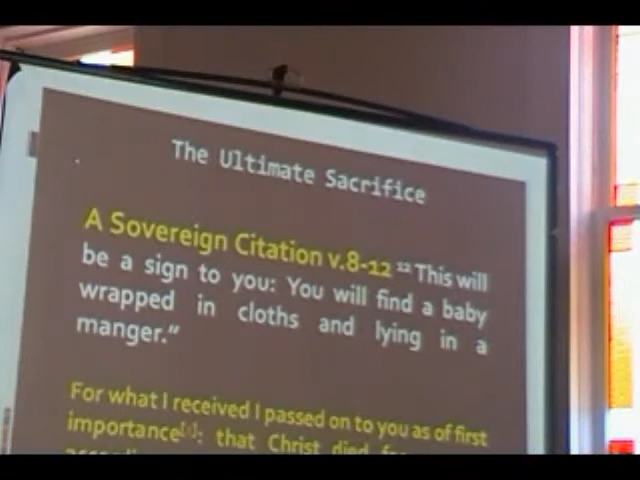 The Ultimate Sacrifice
A Sovereign Citation v.8-12 12 This will
be a sign to you: You will find a baby
wrapped in cloths and lying in a
manger.”
For what I received I passed on to you as of first
importance[a]: that Christ died